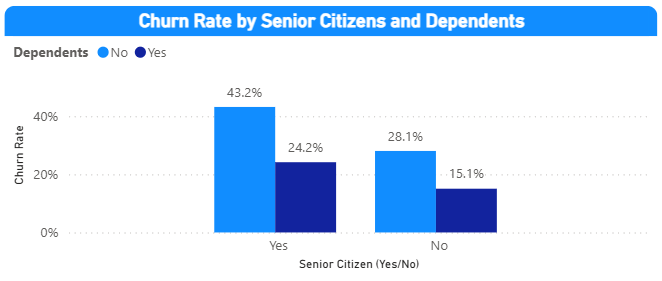 Churn Rate by Senior Citizens and Dependents
Dependents No Yes
43.2%
40%
28.1%
24.2%
20%
15.1%
0%
Churn Rate
Yes No
Senior Citizen (Yes/No)